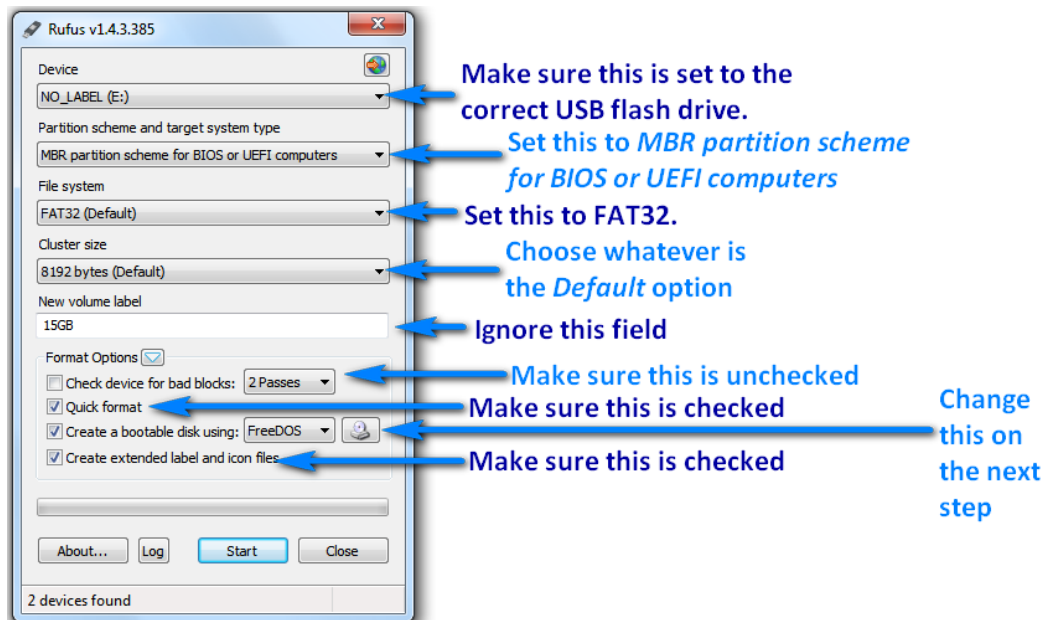 Rufus v1.4.3.385
Device
NO_LABEL (E:)
Partition scheme and target system type
MBR partition scheme for BIOS or UEFI computers
File system
FAT32 (Default)
Cluster size
8192 bytes (Default)
New volume label
15GB
Format Options
Check device for bad blocks: 2 Passes
Quick format
Create a bootable disk using: FreeDOS
Create extended label and icon files
About... Log Start Close
2 devices found
Make sure this is set to the
correct USB flash drive.
Set this to MBR partition scheme
for BIOS or UEFI computers
Set this to FAT32.
Choose whatever is
the Default option
Ignore this field
Make sure this is unchecked
Make sure this is checked
Make sure this is checked
Change
this on
the next
step